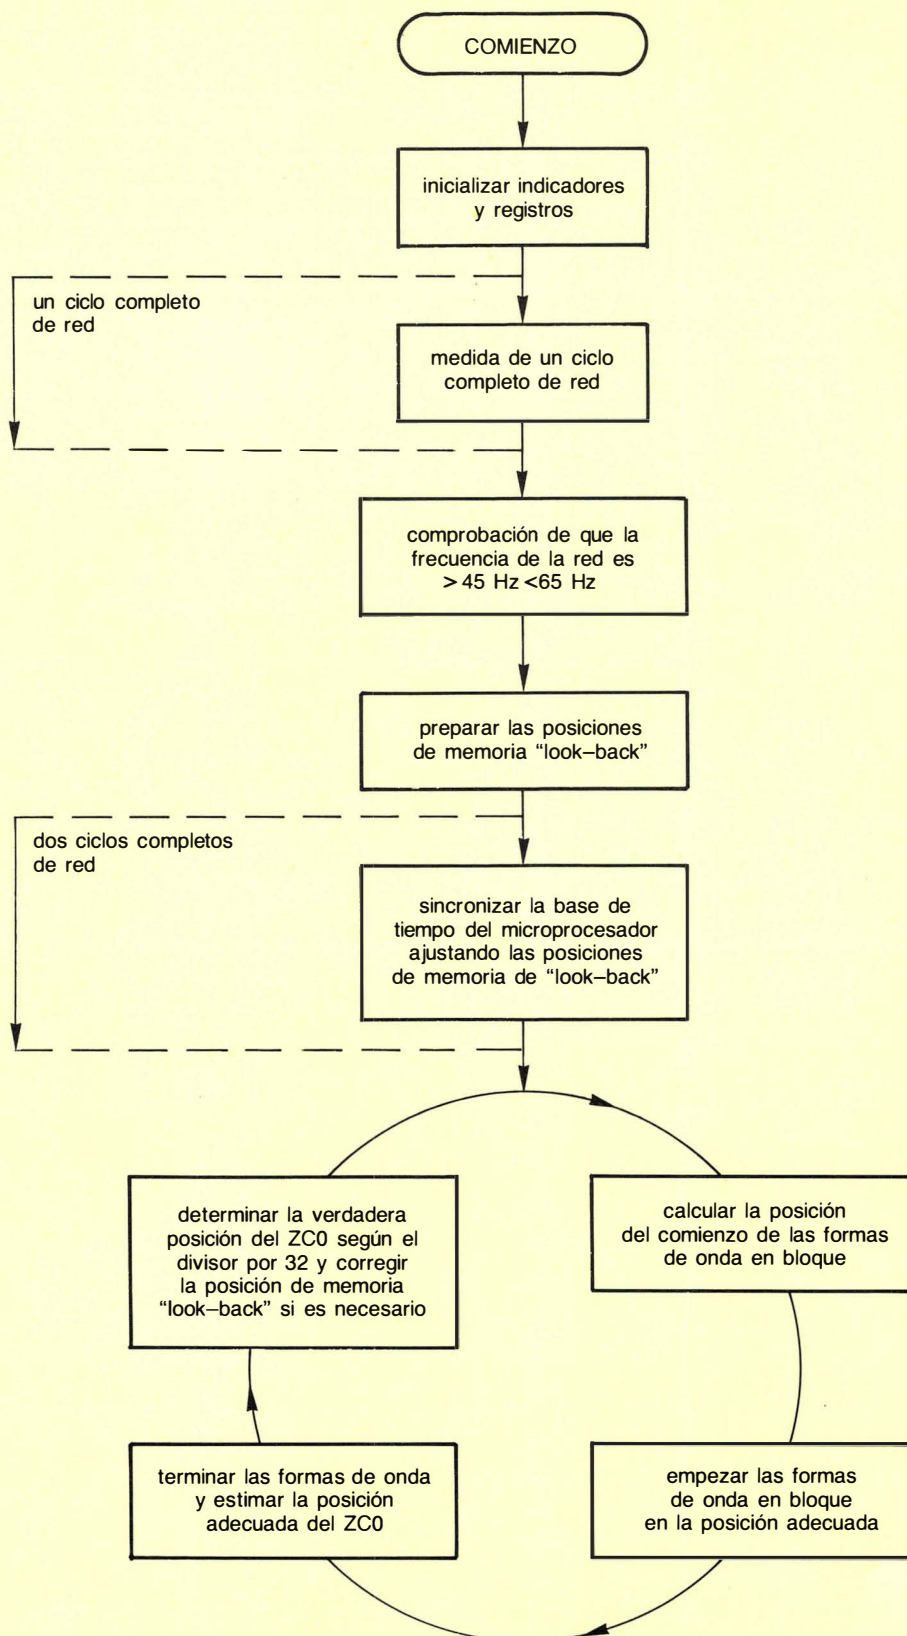 COMIENZO
inicializar indicadores
y registros
un ciclo completo
de red
medida de un ciclo
completo de red
comprobación de que la
frecuencia de la red es
>45 Hz <65 Hz
preparar las posiciones
de memoria “look–back”
dos ciclos completos
de red
sincronizar la base de
tiempo del microprocesador
ajustando las posiciones
de memoria de “look–back”
determinar la verdadera
posición del ZC0 según el
divisor por 32 y corregir
la posición de memoria
“look–back” si es necesario
calcular la posición
del comienzo de las formas
de onda en bloque
terminar las formas de onda
y estimar la posición
adecuada del ZC0
empezar las formas
de onda en bloque
en la posición adecuada